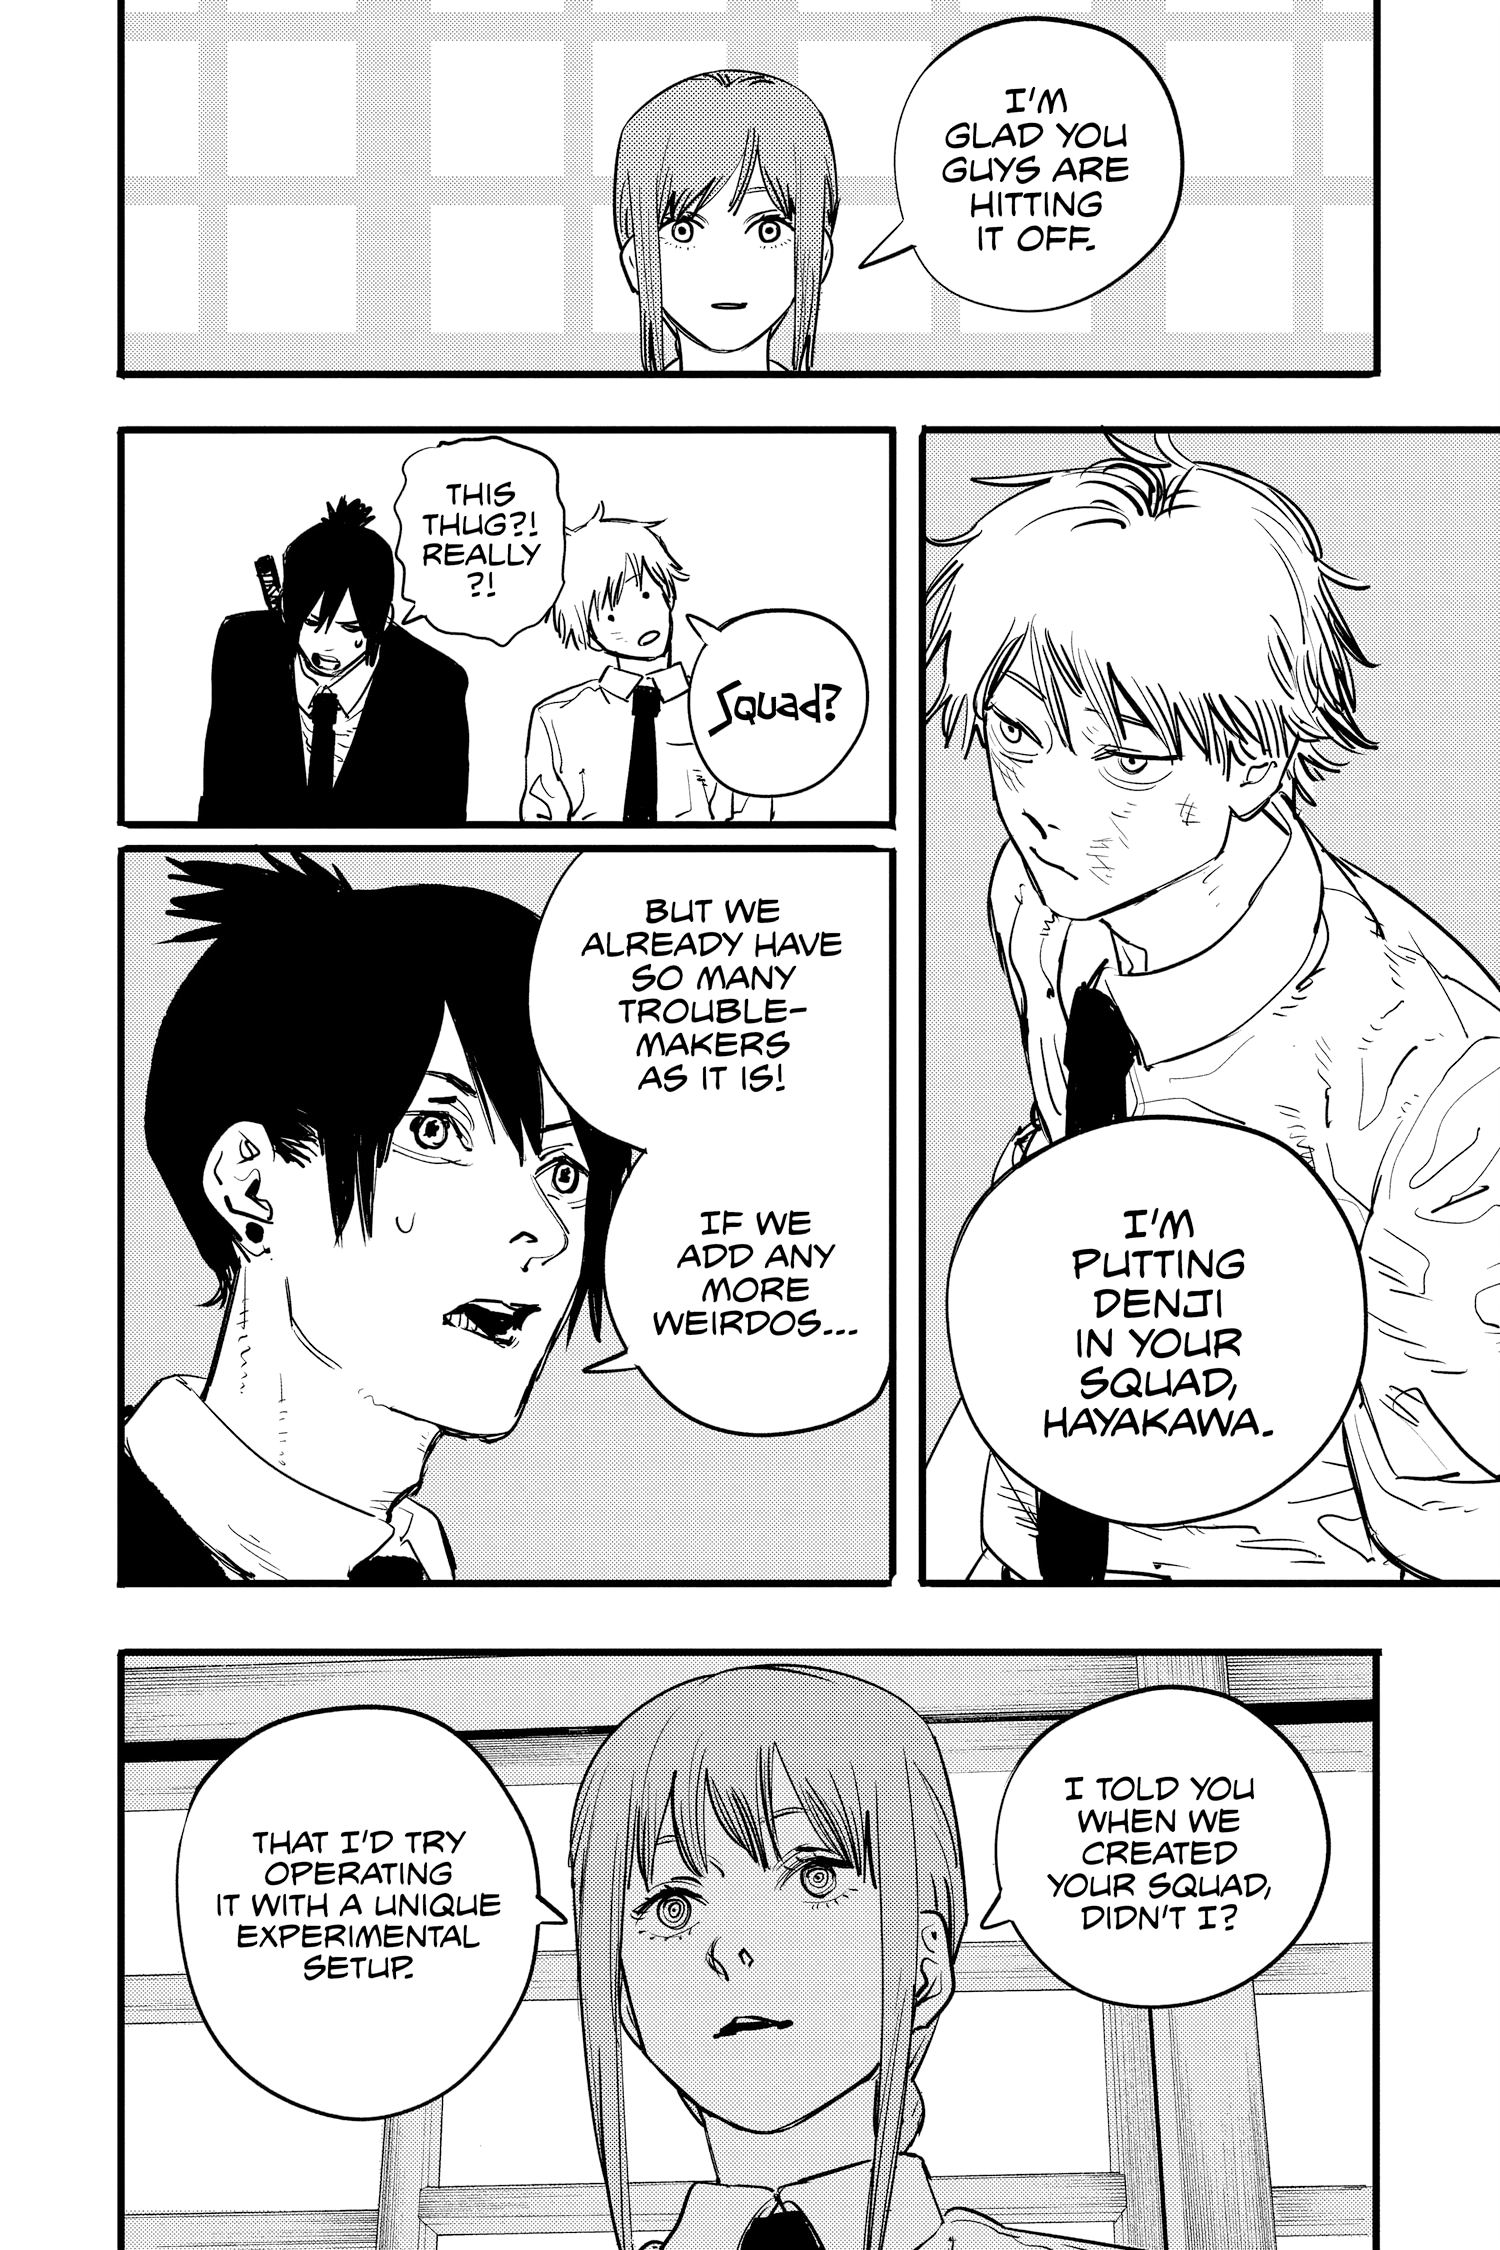 I'M
GLAD YOU
GUYS ARE
HITTING
IT OFF.
I'M
PUTTING
DENJI
IN YOUR
SQUAD,
HAYAKAWA.
SQUAD?
THIS
THUG?!
REALLY
?!
BUT WE
ALREADY HAVE
SO MANY
TROUBLE-
MAKERS
AS IT IS!
IF WE
ADD ANY
MORE
WEIRDOS...
I TOLD YOU
WHEN WE
CREATED
YOUR SQUAD,
DIDN'T I?
THAT I'D TRY
OPERATING
IT WITH A UNIQUE
EXPERIMENTAL
SETUP.